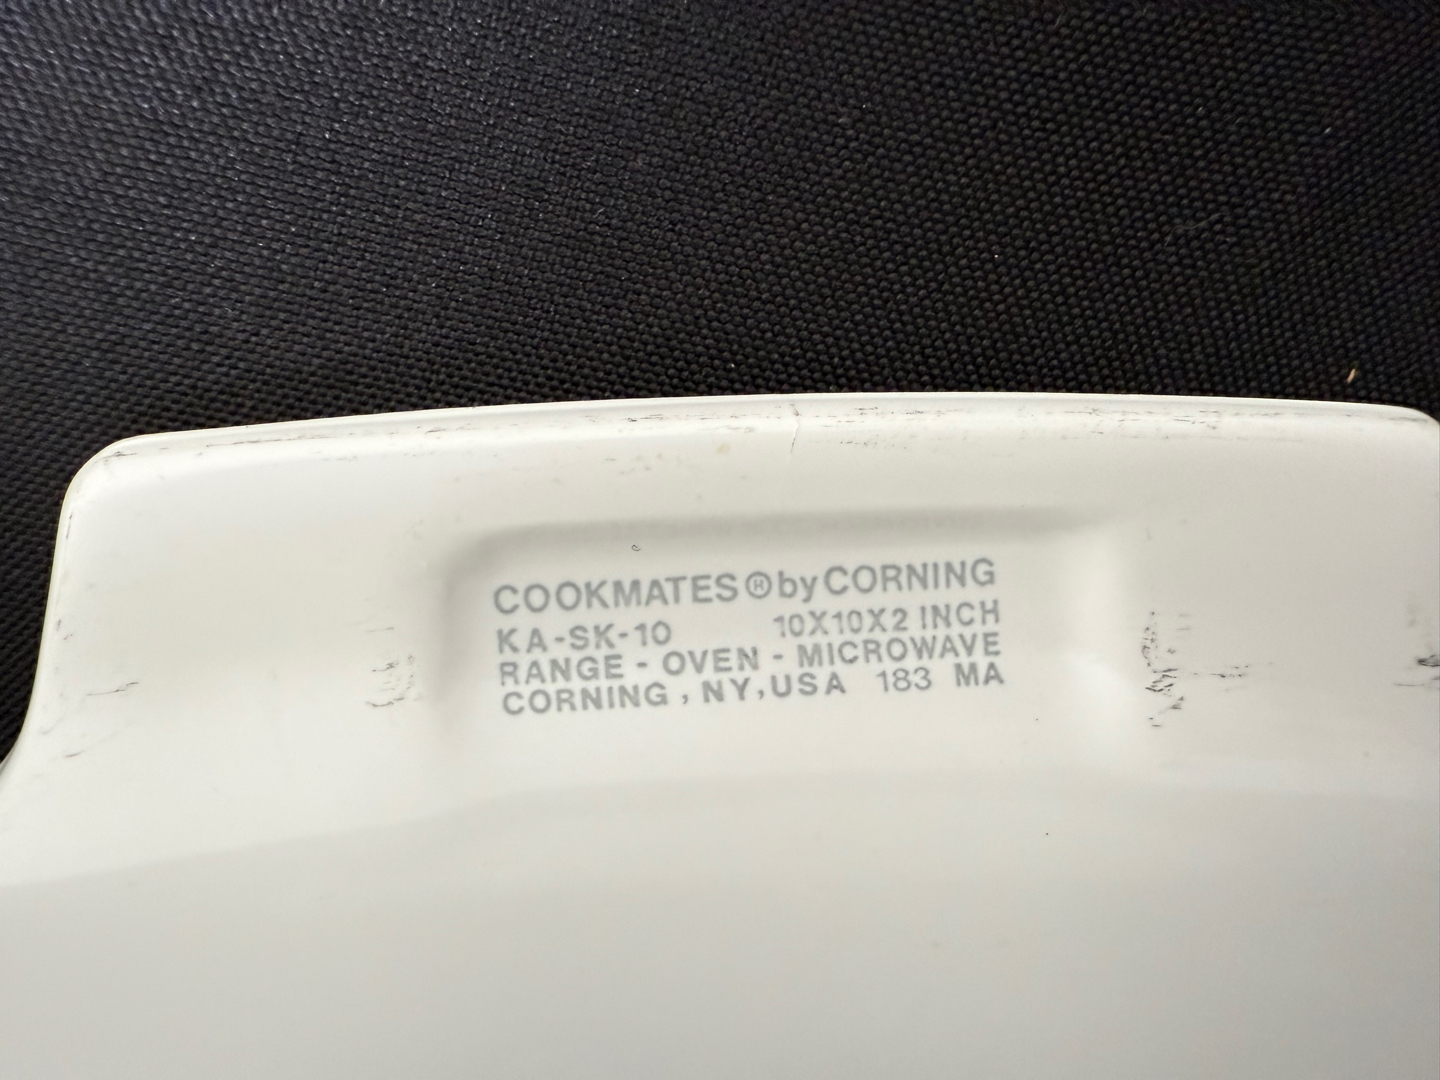 COOKMATES® by CORNING
KA-SK-10 10X10X2 INCH
RANGE - OVEN - MICROWAVE
CORNING, NY, USA 183 MA